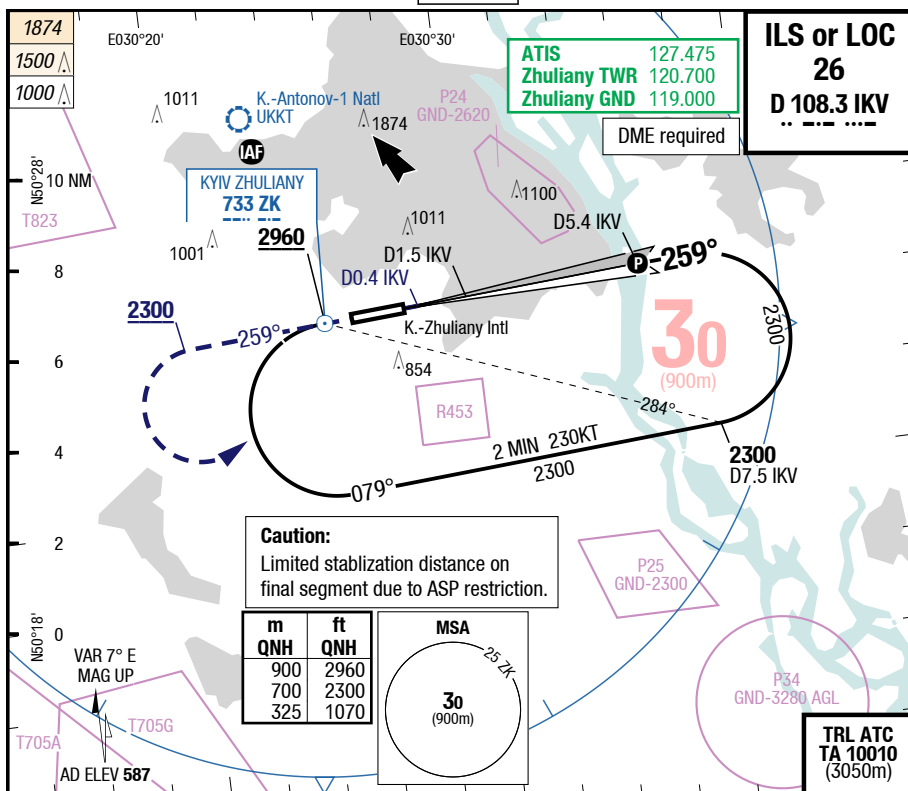 1874
1500
1000
E030°20'
E030°30'
ATIS 127.475
Zhuliany TWR 120.700
Zhuliany GND 119.000
ILS or LOC
26
D 108.3 IKV
DME required
1011
K.-Antonov-1 Natl
UKKT
1874
P24
GND-2620
IAF
N50°28'
10 NM
KYIV ZHULIANY
733 ZK
T823
2960
1001
1011
1100
D5.4 IKV
D1.5 IKV
D0.4 IKV
P
259°
8
2300
259°
K.-Zhuliany Intl
2300
30
(900m)
6
854
R453
284°
4
2 MIN 230KT
2300
2300
D7.5 IKV
079°
Caution:
Limited stablization distance on
final segment due to ASP restriction.
2
P25
GND-2300
N50°18'
0
m ft
QNH QNH
900 2960
700 2300
325 1070
MSA
25 ZK
30
(900m)
VAR 7° E
MAG UP
P34
GND-3280 AGL
T705A
T705G
AD ELEV 587
TRL ATC
TA 10010
(3050m)